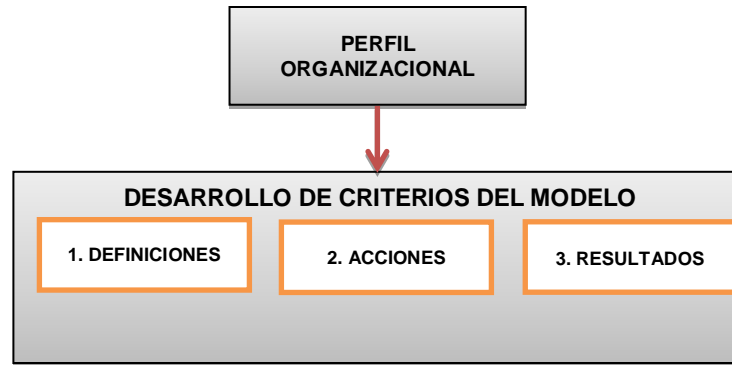 PERFIL
ORGANIZACIONAL
DESARROLLO DE CRITERIOS DEL MODELO
1. DEFINICIONES
2. ACCIONES
3. RESULTADOS